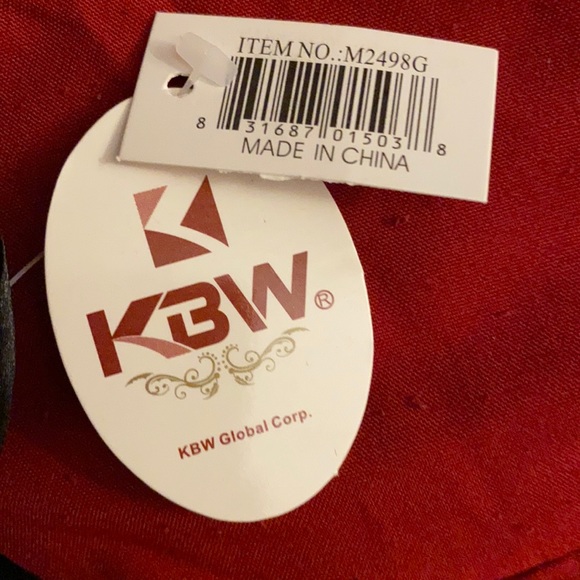 ITEM NO.:M2498G
8 31687 01503 8
MADE IN CHINA
KBW®
KBW Global Corp.